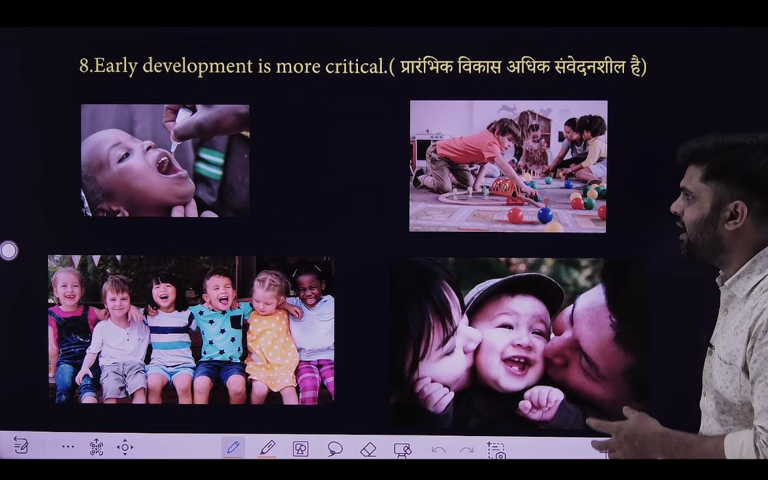 8.Early development is more critical.( प्रारंभिक विकास अधिक संवेदनशील है)